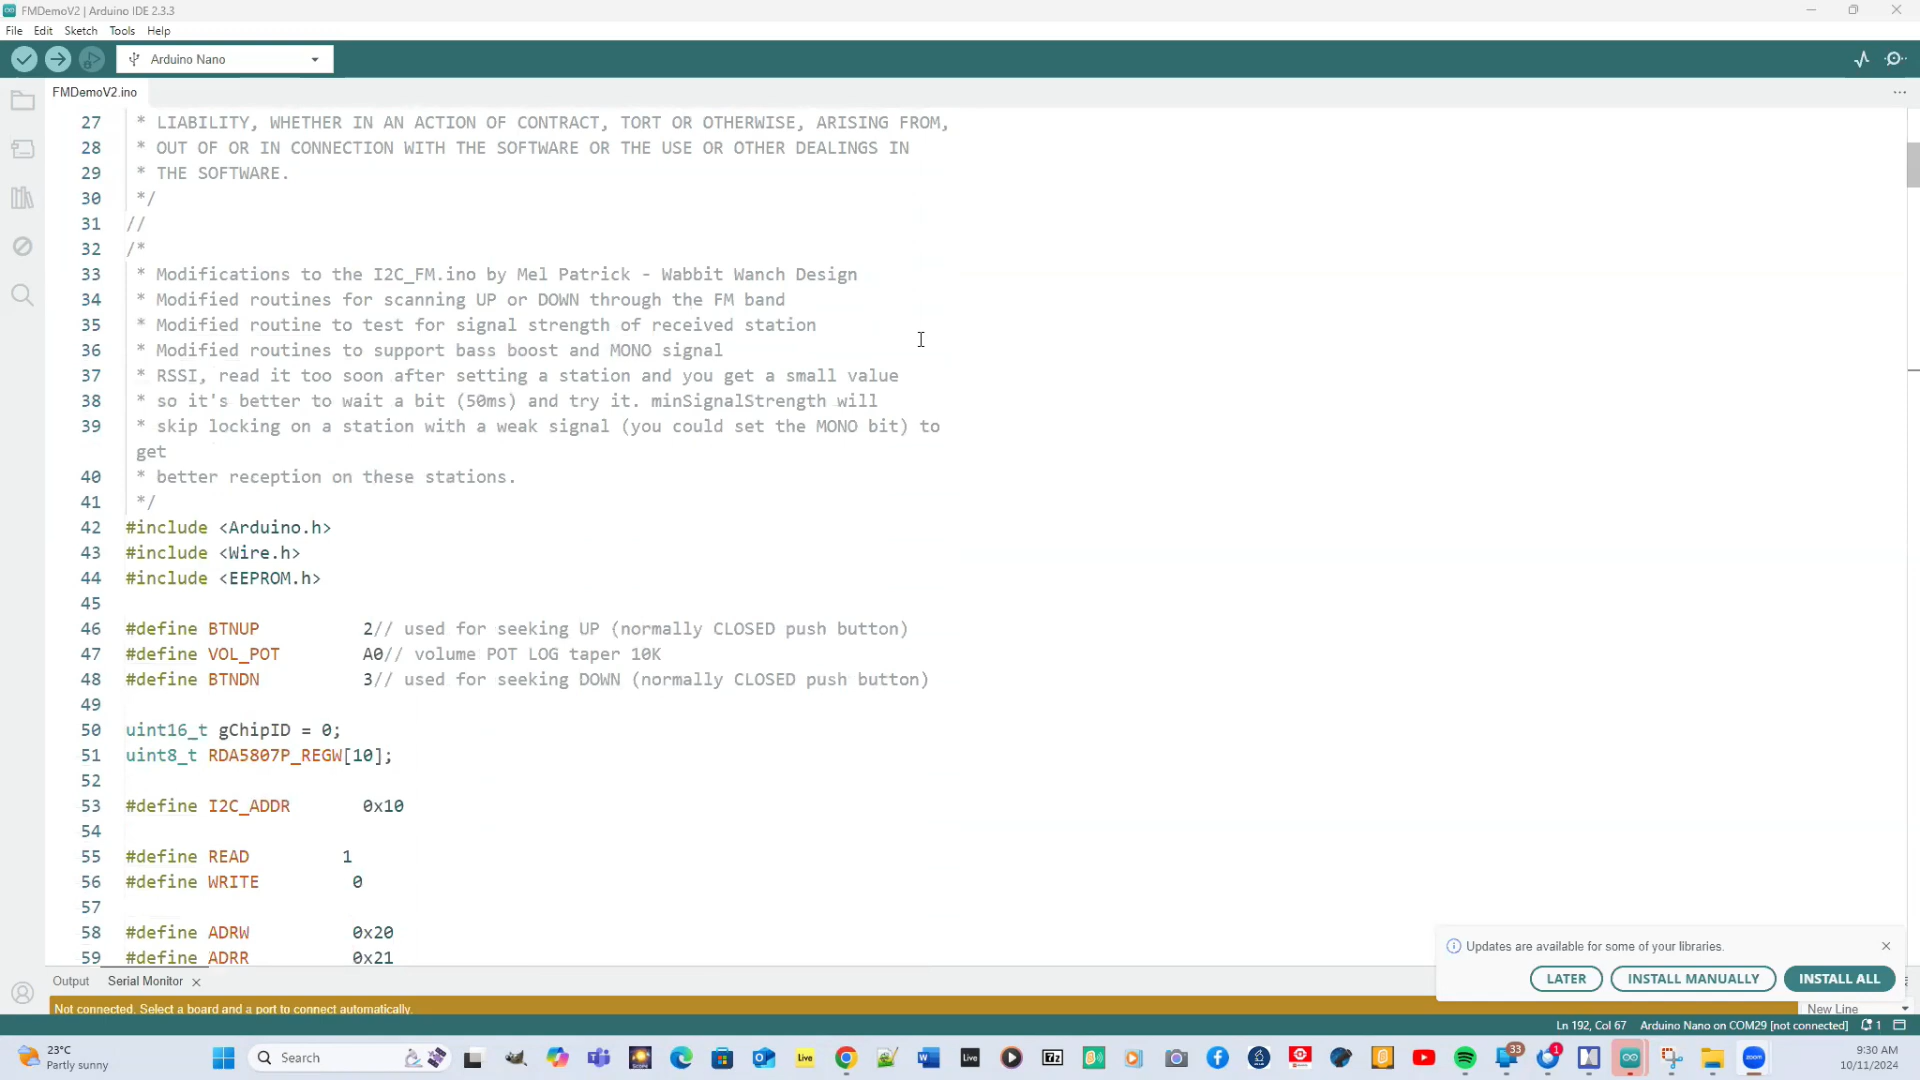 FMDemoV2 | Arduino IDE 2.3.3
File Edit Sketch Tools Help
Arduino Nano
FMDemoV2.ino
27 * LIABILITY, WHETHER IN AN ACTION OF CONTRACT, TORT OR OTHERWISE, ARISING FROM,
28 * OUT OF OR IN CONNECTION WITH THE SOFTWARE OR THE USE OR OTHER DEALINGS IN
29 * THE SOFTWARE.
30 */
31 //
32 /*
33 * Modifications to the I2C_FM.ino by Mel Patrick - Wabbit Wanch Design
34 * Modified routines for scanning UP or DOWN through the FM band
35 * Modified routine to test for signal strength of received station
36 * Modified routines to support bass boost and MONO signal
37 * RSSI, read it too soon after setting a station and you get a small value
38 * so it's better to wait a bit (50ms) and try it. minSignalStrength will
39 * skip locking on a station with a weak signal (you could set the MONO bit) to
get
40 * better reception on these stations.
41 */
42 #include <Arduino.h>
43 #include <Wire.h>
44 #include <EEPROM.h>
45
46 #define BTNUP 2// used for seeking UP (normally CLOSED push button)
47 #define VOL_POT A0// volume POT LOG taper 10K
48 #define BTNDN 3// used for seeking DOWN (normally CLOSED push button)
49
50 uint16_t gChipID = 0;
51 uint8_t RDA5807P_REGW[10];
52
53 #define I2C_ADDR 0x10
54
55 #define READ 1
56 #define WRITE 0
57
58 #define ADRW 0x20
59 #define ADRR 0x21
Updates are available for some of your libraries.
LATER INSTALL MANUALLY INSTALL ALL
Output Serial Monitor
Not connected. Select a board and a port to connect automatically.
New Line
Ln 192, Col 67 Arduino Nano on COM29 [not connected] 1
23°C
Partly sunny
Search
Live
Live
7z
33
1
zoom
9:30 AM
10/11/2024